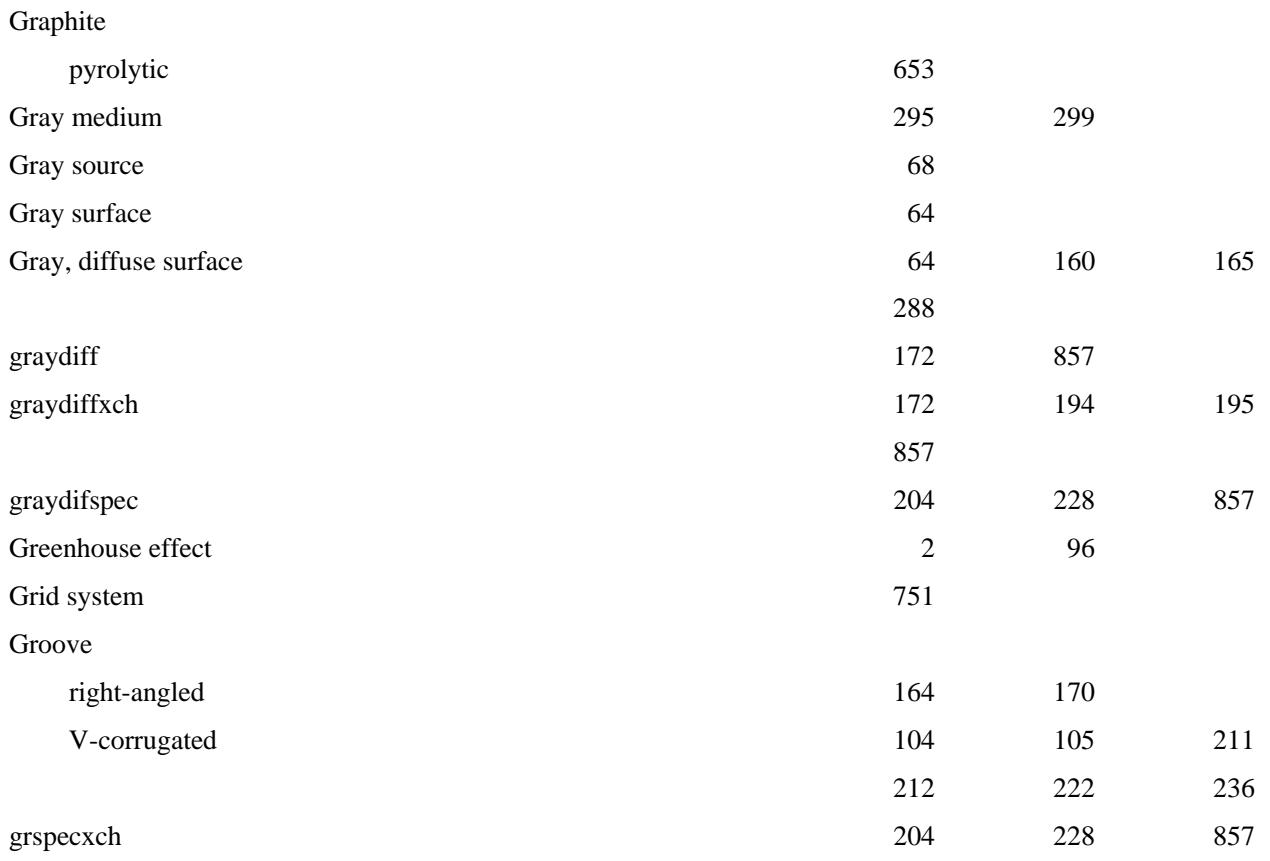 Graphite
pyrolytic 653
Gray medium 295 299
Gray source 68
Gray surface 64
Gray, diffuse surface 64 160 165
288
graydiff 172 857
graydiffxch 172 194 195
857
graydifspec 204 228 857
Greenhouse effect 2 96
Grid system 751
Groove
right-angled 164 170
V-corrugated 104 105 211
212 222 236
grspecxch 204 228 857